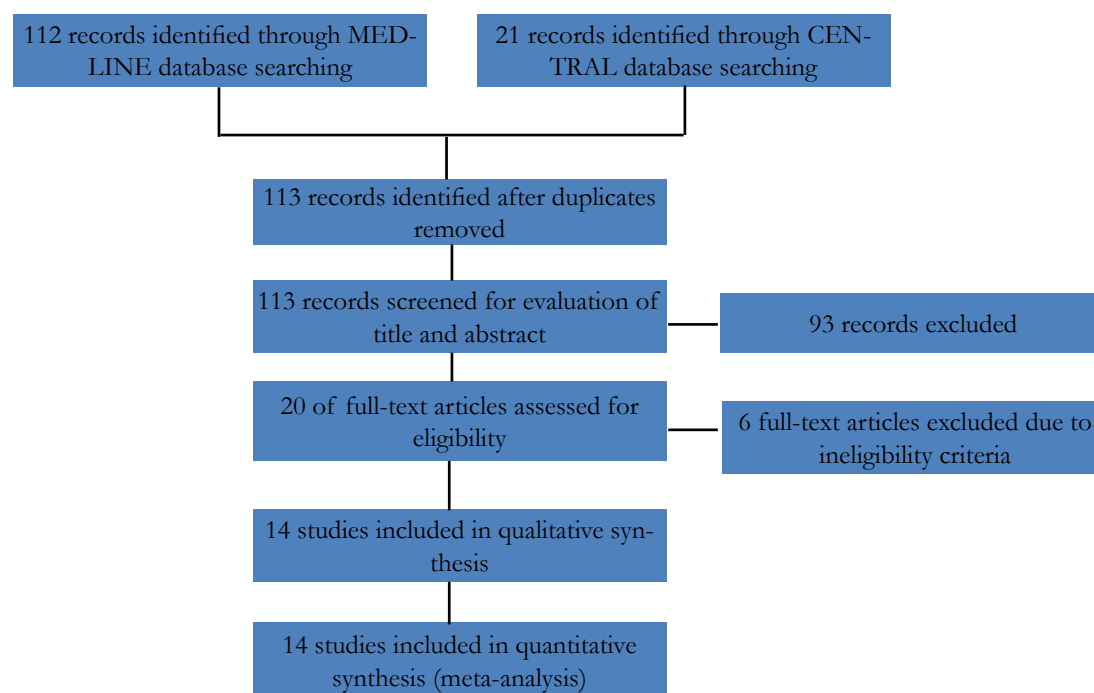 112 records identified through MED-
LINE database searching
21 records identified through CEN-
TRAL database searching
113 records identified after duplicates
removed
113 records screened for evaluation of
title and abstract
93 records excluded
20 of full-text articles assessed for
eligibility
6 full-text articles excluded due to
ineligibility criteria
14 studies included in qualitative syn-
thesis
14 studies included in quantitative
synthesis (meta-analysis)